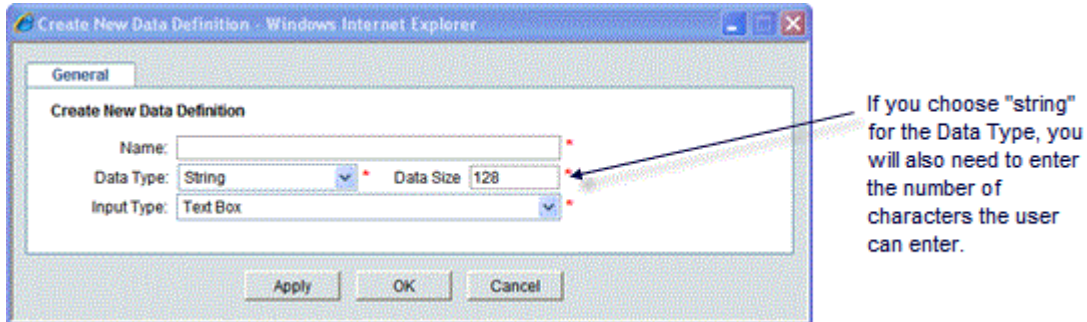 Create New Data Definition - Windows Internet Explorer
General
Create New Data Definition
Name: *
Data Type: String * Data Size 128 *
Input Type: Text Box *
Apply OK Cancel
If you choose "string"
for the Data Type, you
will also need to enter
the number of
characters the user
can enter.